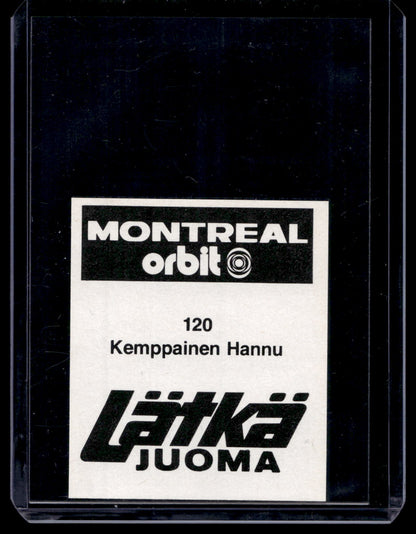 MONTREAL
orbit
120
Kemppainen Hannu
Lätkä
JUOMA